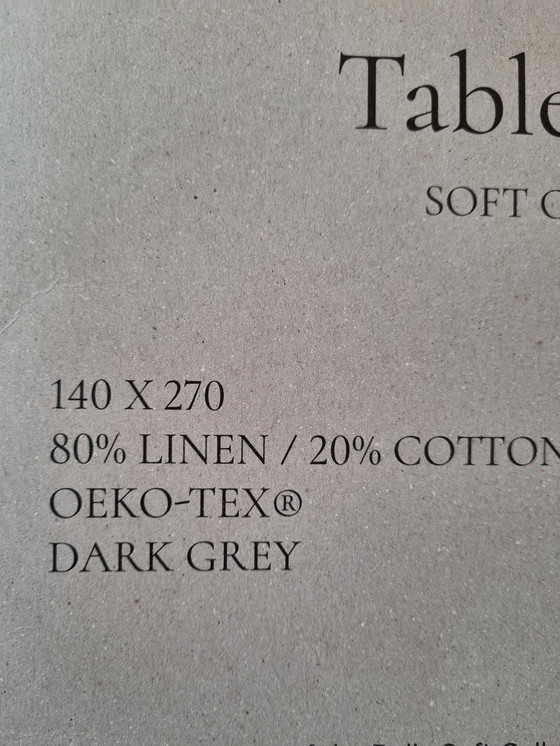 Table
SOFT
140 X 270
80% LINEN / 20% COTTON
OEKO-TEX®
DARK GREY